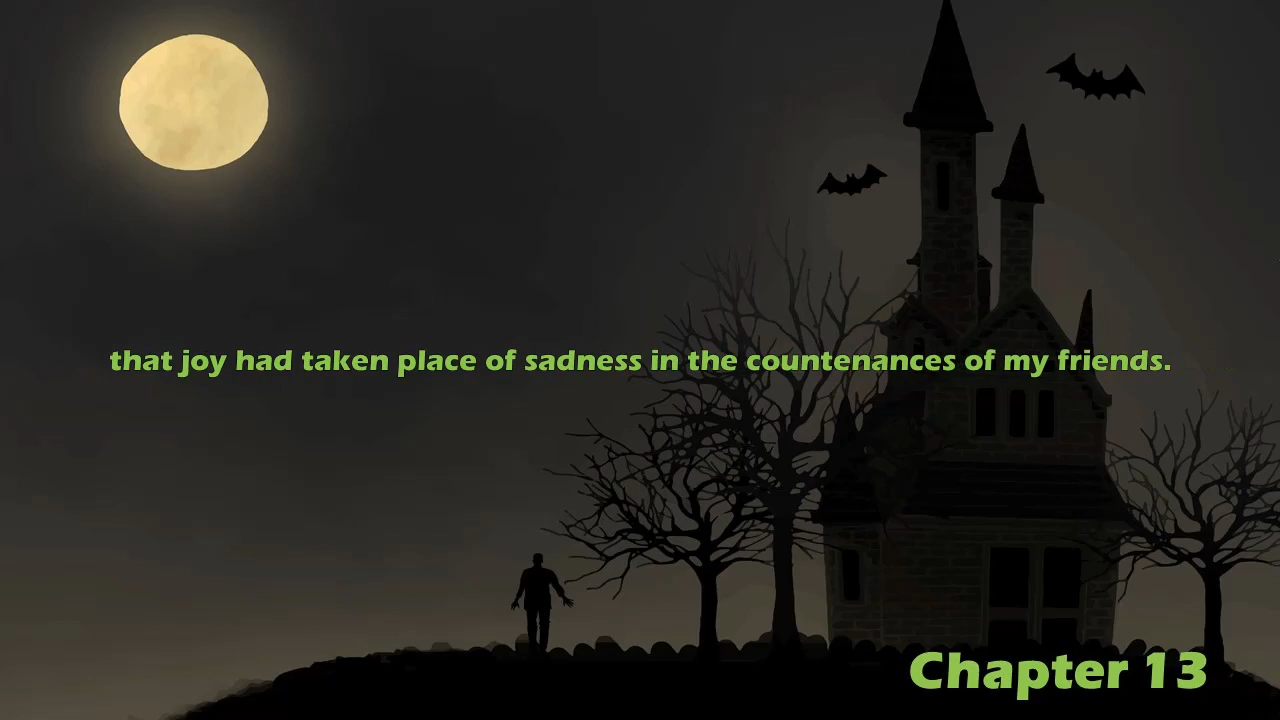 that joy had taken place of sadness in the countenances of my friends.
Chapter 13